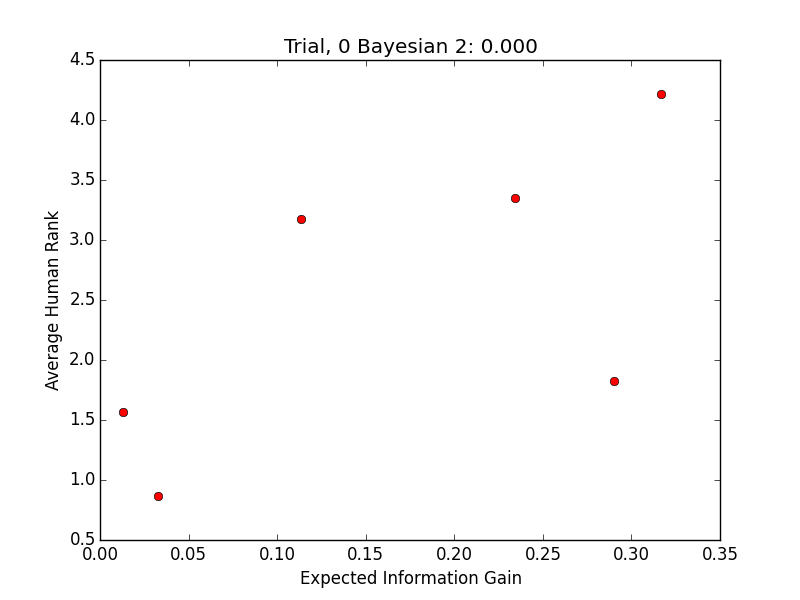 Trial, 0 Bayesian 2: 0.000
4.5
4.0
3.5
3.0
2.5
2.0
1.5
1.0
0.5
Average Human Rank
0.00 0.05 0.10 0.15 0.20 0.25 0.30 0.35
Expected Information Gain